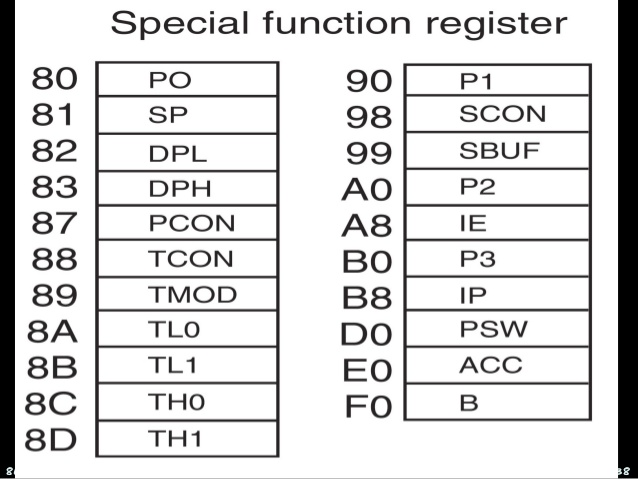 Special function register
80 PO
81 SP
82 DPL
83 DPH
87 PCON
88 TCON
89 TMOD
8A TL0
8B TL1
8C TH0
8D TH1
90 P1
98 SCON
99 SBUF
A0 P2
A8 IE
B0 P3
B8 IP
D0 PSW
E0 ACC
F0 B